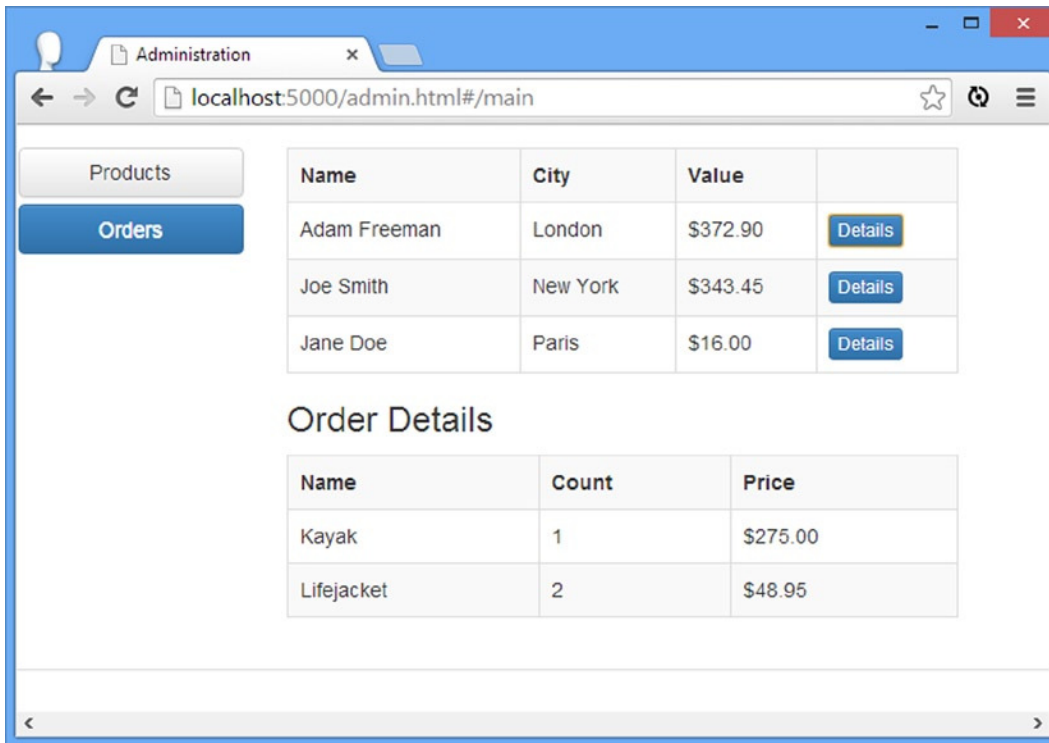 Administration
localhost:5000/admin.html#/main
Products
Orders
Name City Value
Adam Freeman London $372.90 Details
Joe Smith New York $343.45 Details
Jane Doe Paris $16.00 Details
Order Details
Name Count Price
Kayak 1 $275.00
Lifejacket 2 $48.95